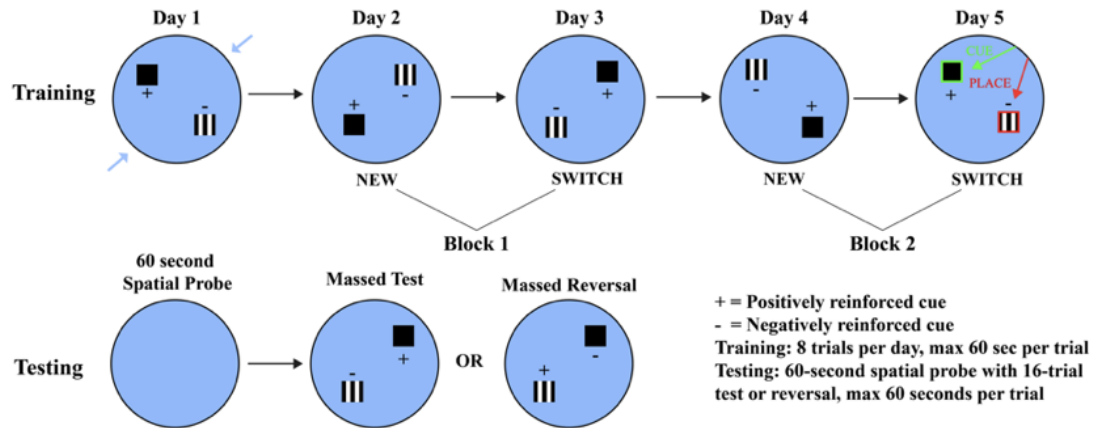 Day 1 Day 2 Day 3 Day 4 Day 5
Training
+ -
+ -
+ -
+ -
CUE
PLACE
+ -
NEW SWITCH NEW SWITCH
Block 1 Block 2
60 second
Spatial Probe
Massed Test
Massed Reversal
Testing
+ -
OR
- +
+ = Positively reinforced cue
- = Negatively reinforced cue
Training: 8 trials per day, max 60 sec per trial
Testing: 60-second spatial probe with 16-trial
test or reversal, max 60 seconds per trial